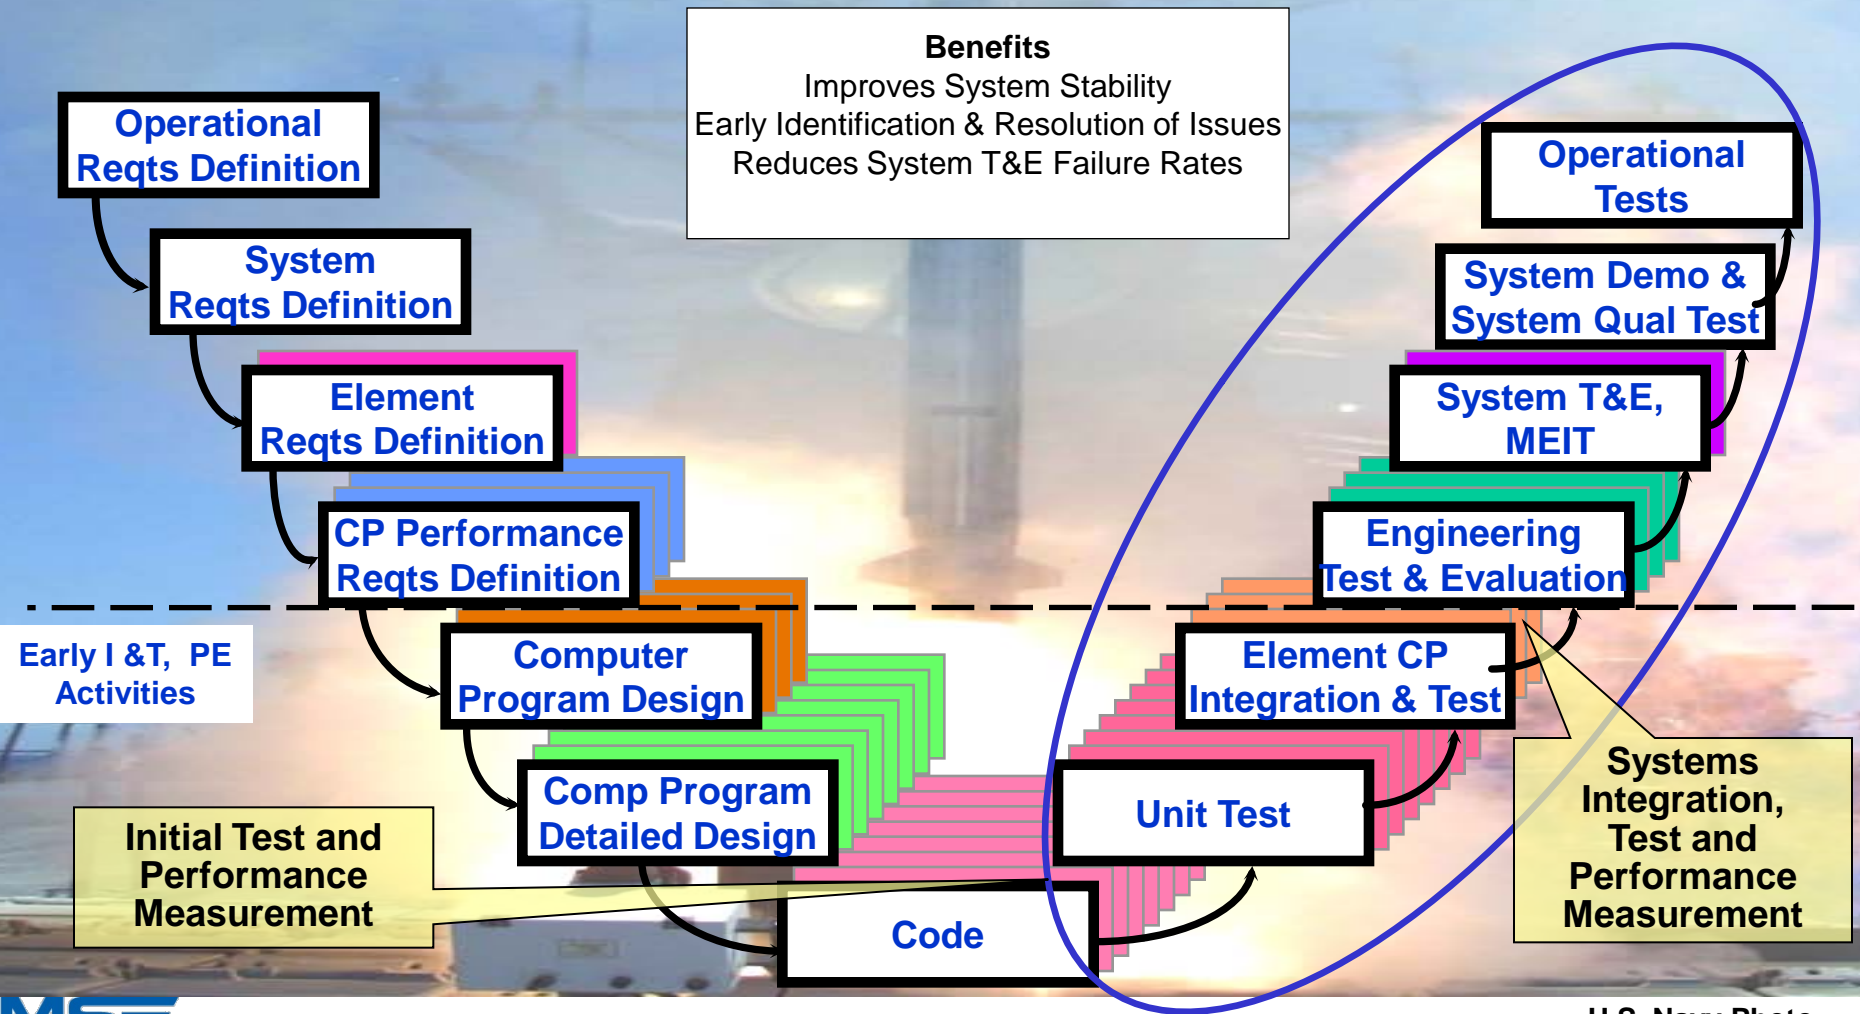 Benefits
Improves System Stability
Early Identification & Resolution of Issues
Reduces System T&E Failure Rates
Operational
Reqts Definition
System
Reqts Definition
Element
Reqts Definition
CP Performance
Reqts Definition
Early I &T, PE
Activities
Computer
Program Design
Comp Program
Detailed Design
Initial Test and
Performance
Measurement
Code
Unit Test
Element CP
Integration & Test
Engineering
Test & Evaluation
System T&E,
MEIT
System Demo &
System Qual Test
Operational
Tests
Systems
Integration,
Test and
Performance
Measurement
U.S. Navy Photo